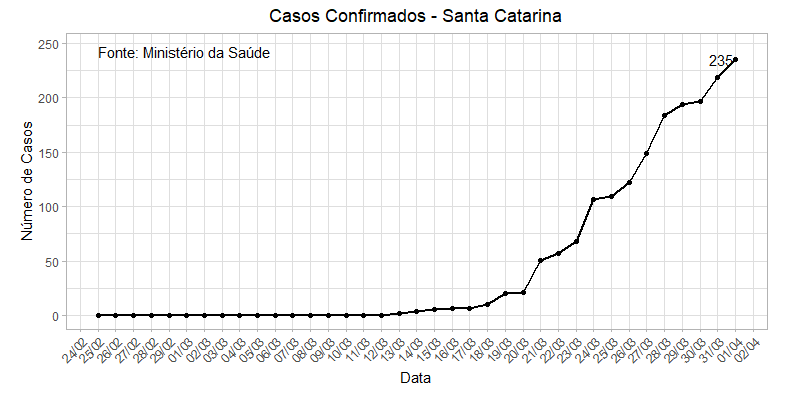 Casos Confirmados - Santa Catarina
Fonte: Ministério da Saúde
235
Número de Casos
250
200
150
100
50
0
24/02 25/02 26/02 27/02 28/02 29/02 01/03 02/03 03/03 04/03 05/03 06/03 07/03 08/03 09/03 10/03 11/03 12/03 13/03 14/03 15/03 16/03 17/03 18/03 19/03 20/03 21/03 22/03 23/03 24/03 25/03 26/03 27/03 28/03 29/03 30/03 31/03 01/04 02/04
Data